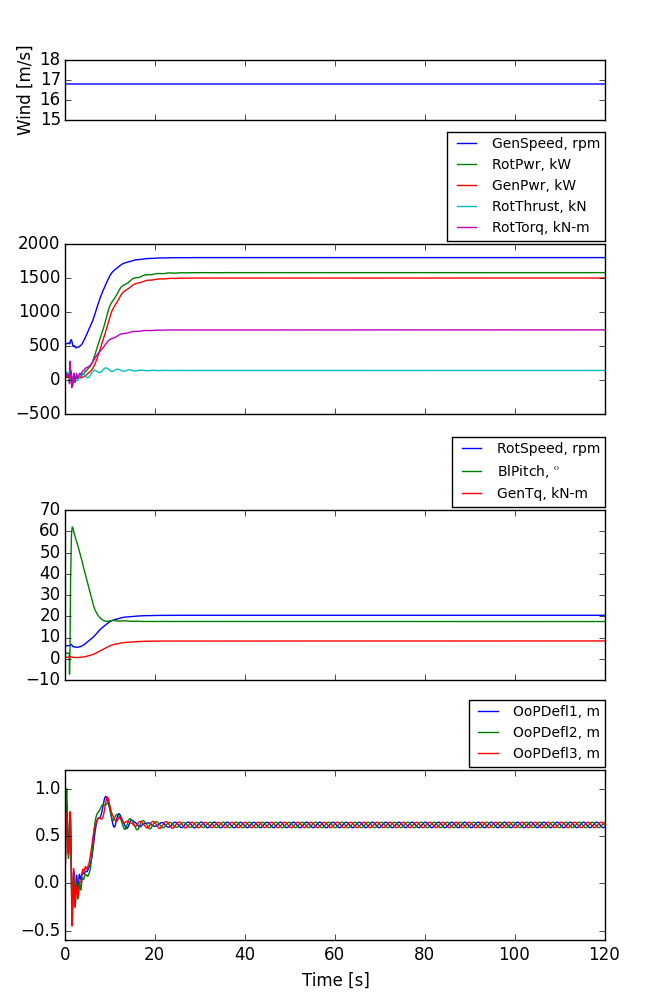 Wind [m/s]
18
17
16
15
GenSpeed, rpm
RotPwr, kW
GenPwr, kW
RotThrust, kN
RotTorq, kN-m
2000
1500
1000
500
0
−500
RotSpeed, rpm
BlPitch, °
GenTq, kN-m
70
60
50
40
30
20
10
0
−10
OoPDefl1, m
OoPDefl2, m
OoPDefl3, m
1.0
0.5
0.0
−0.5
0 20 40 60 80 100 120
Time [s]